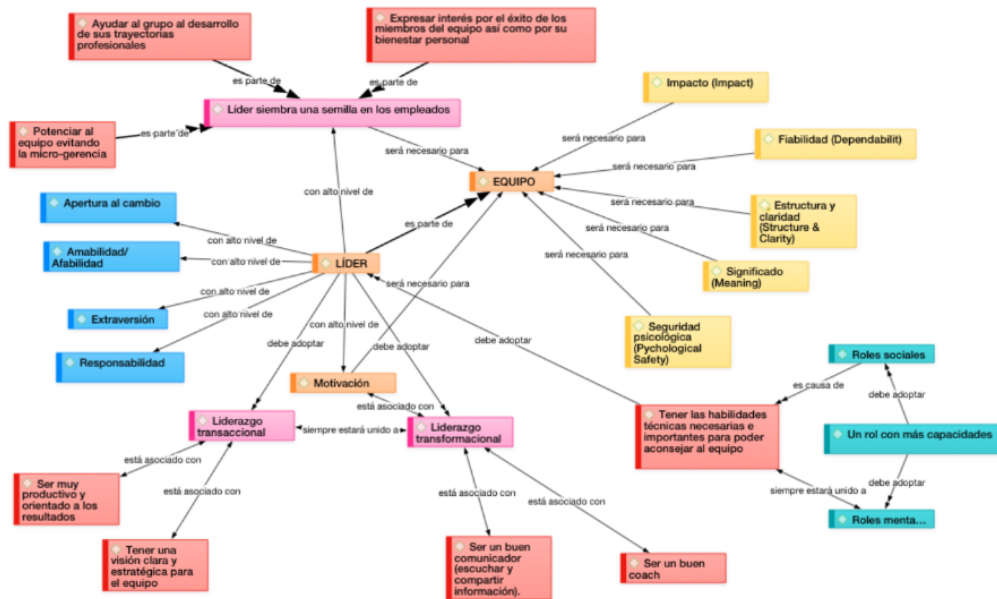 Ayudar al grupo al desarrollo
de sus trayectorias
profesionales
Expresar interés por el éxito de los
miembros del equipo así como por su
bienestar personal
es parte de
es parte de
Impacto (Impact)
Líder siembra una semilla en los empleados
Potenciar al
equipo evitando
la micro-gerencia
es parte de
será necesario para
será necesario para
Fiabilidad (Dependabilit)
será necesario para
EQUIPO
con alto nivel de
Apertura al cambio
es parte de
será necesario para
Estructura y
claridad
(Structure &
Clarity)
será necesario para
con alto nivel de
Amabilidad/
Afabilidad
con alto nivel de
LÍDER
será necesario para
será necesario para
Significado
(Meaning)
con alto nivel de
Extraversión
con alto nivel de
con alto nivel de
Seguridad
psicológica
(Pychological
Safety)
debe adoptar
debe adoptar
debe adoptar
Responsabilidad
Roles sociales
Motivación
es causa de
debe adoptar
está asociado con
Liderazgo
transaccional
siempre estará unido a
Liderazgo
transformacional
Tener las habilidades
técnicas necesarias e
importantes para poder
aconsejar al equipo
Un rol con más capacidades
está asociado con
está asociado con
está asociado con
está asociado con
debe adoptar
siempre estará unido a
Ser muy
productivo y
orientado a los
resultados
Roles menta...
Tener una
visión clara y
estratégica para
el equipo
Ser un buen
comunicador
(escuchar y
compartir
información).
Ser un buen
coach